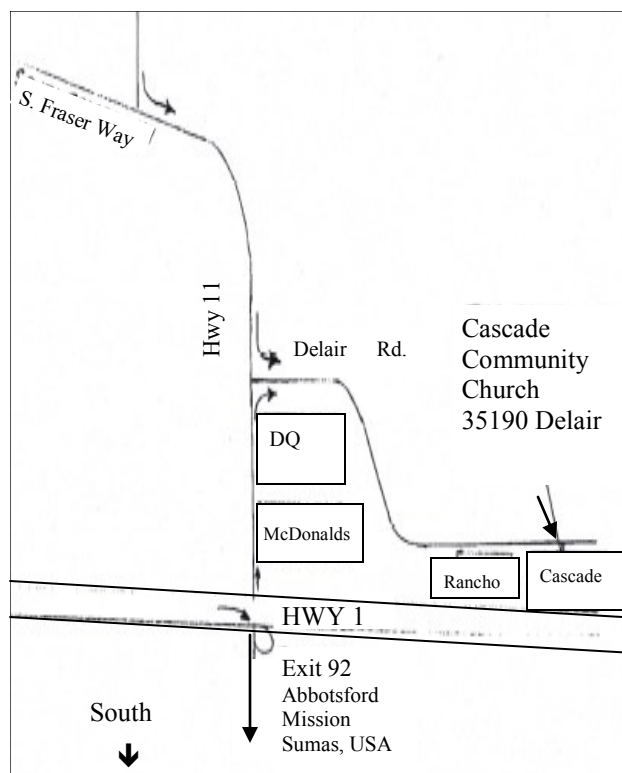 S. Fraser Way
Hwy 11
Delair Rd.
Cascade
Community
Church
35190 Delair
DQ
McDonalds
Rancho
Cascade
HWY 1
Exit 92
Abbotsford
Mission
Sumas, USA
South